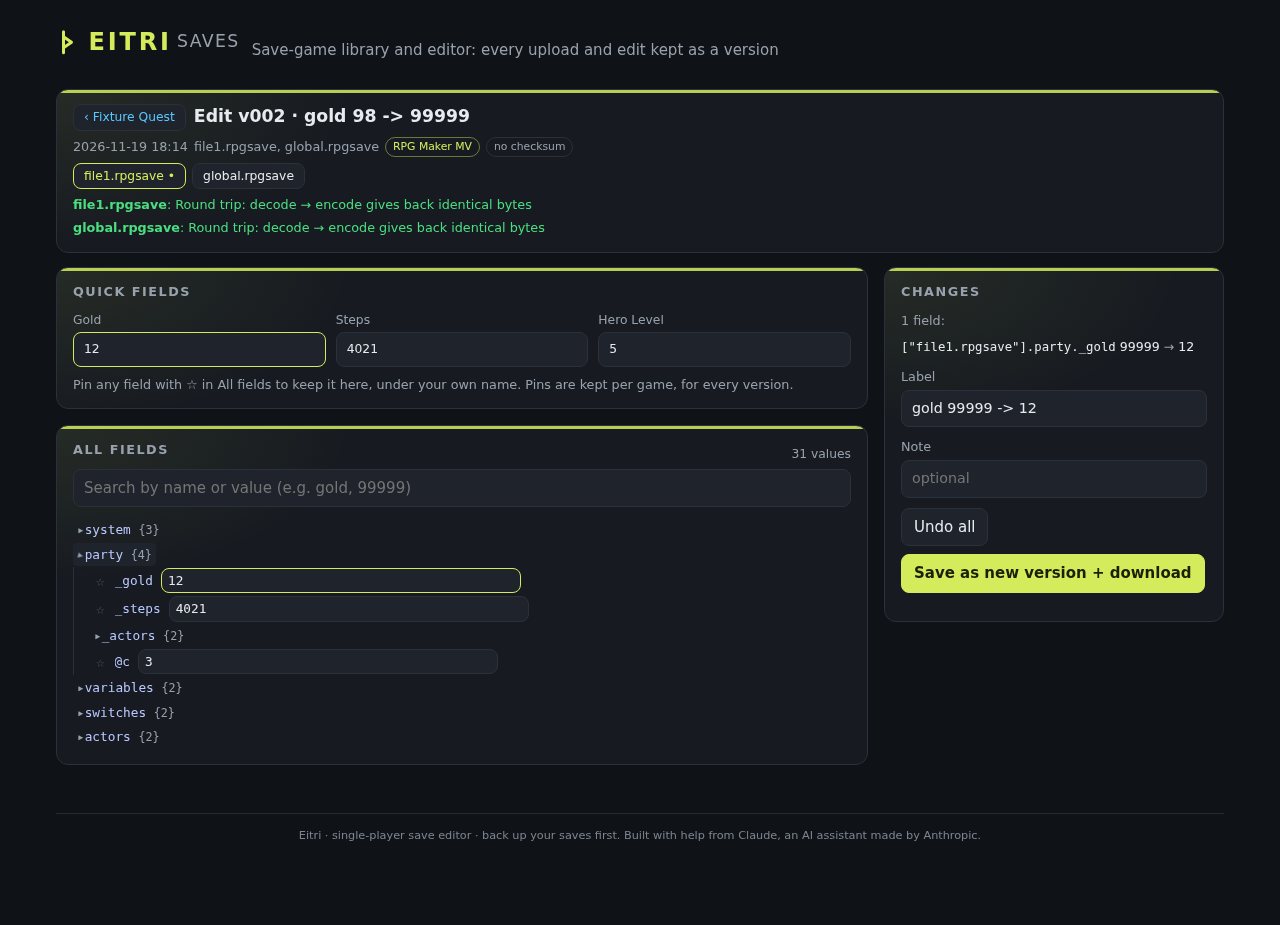 EITRI SAVES Save-game library and editor: every upload and edit kept as a version
‹ Fixture Quest Edit v002 · gold 98 -> 99999
2026-11-19 18:14 file1.rpgsave, global.rpgsave RPG Maker MV no checksum
file1.rpgsave • global.rpgsave
file1.rpgsave: Round trip: decode → encode gives back identical bytes
global.rpgsave: Round trip: decode → encode gives back identical bytes
QUICK FIELDS
Gold Steps Hero Level
12 4021 5
Pin any field with ☆ in All fields to keep it here, under your own name. Pins are kept per game, for every version.
ALL FIELDS 31 values
Search by name or value (e.g. gold, 99999)
▸system {3}
▸party {4}
☆ _gold 12
☆ _steps 4021
▸_actors {2}
☆ @c 3
▸variables {2}
▸switches {2}
▸actors {2}
CHANGES
1 field:
["file1.rpgsave"].party._gold 99999 → 12
Label
gold 99999 -> 12
Note
optional
Undo all
Save as new version + download
Eitri · single-player save editor · back up your saves first. Built with help from Claude, an AI assistant made by Anthropic.